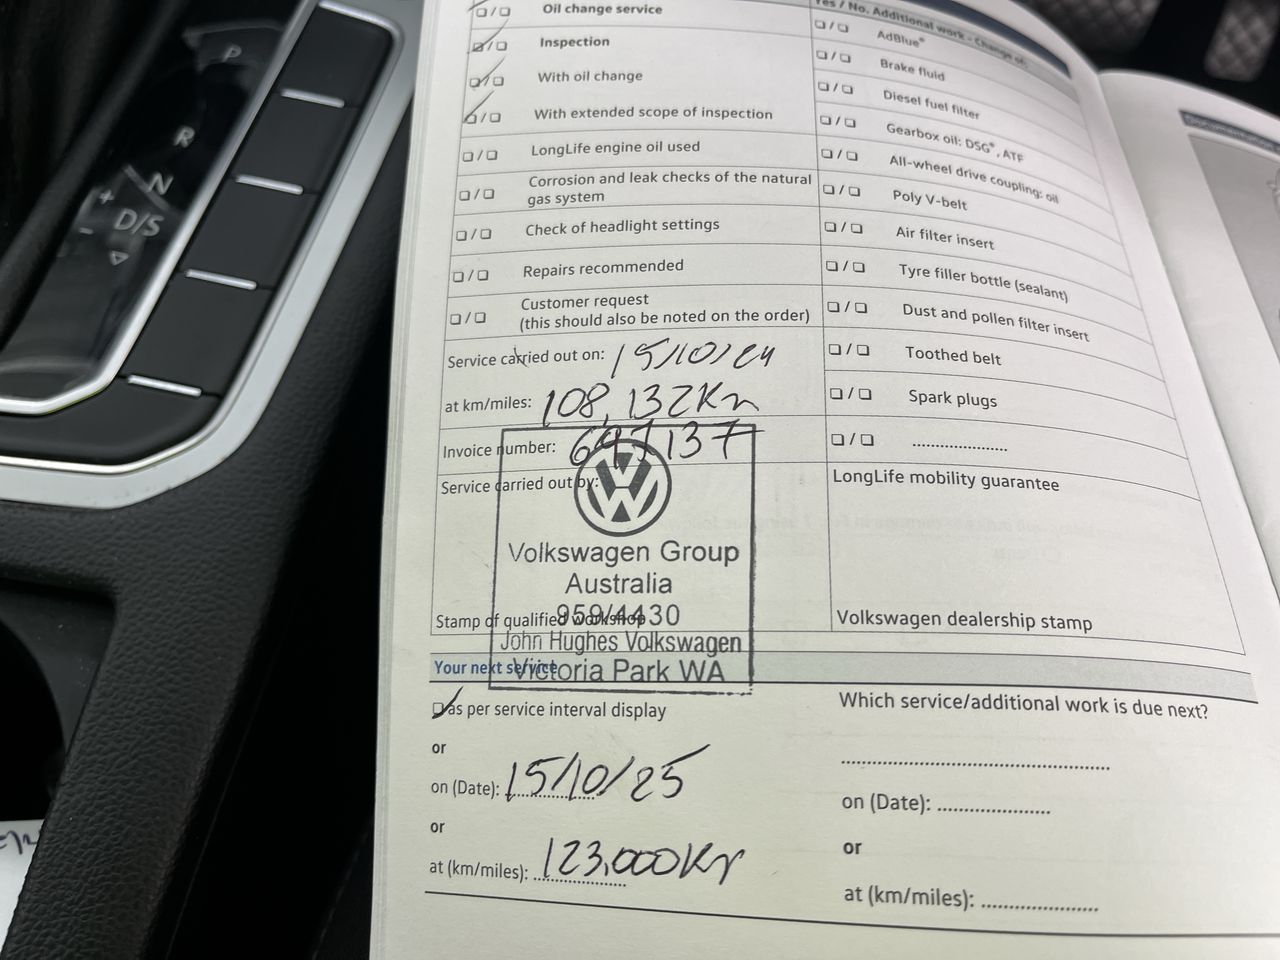 P
R
N
+
- D/S
Oil change service
Inspection
With oil change
With extended scope of inspection
LongLife engine oil used
Corrosion and leak checks of the natural
gas system
Check of headlight settings
Repairs recommended
Customer request
(this should also be noted on the order)
Service carried out on: 15/10/24
at km/miles: 108,132Km
Invoice number: 647137
Service carried out by:
Volkswagen Group
Australia
959/4430
John Hughes Volkswagen
Victoria Park WA
Stamp of qualified workshop
Yes / No. Additional work - Change of:
AdBlue®
Brake fluid
Diesel fuel filter
Gearbox oil: DSG®, ATF
All-wheel drive coupling: oil
Poly V-belt
Air filter insert
Tyre filler bottle (sealant)
Dust and pollen filter insert
Toothed belt
Spark plugs
LongLife mobility guarantee
Volkswagen dealership stamp
Your next service
as per service interval display
or
on (Date): 15/10/25
or
at (km/miles): 123,000Km
Which service/additional work is due next?
on (Date):
or
at (km/miles):